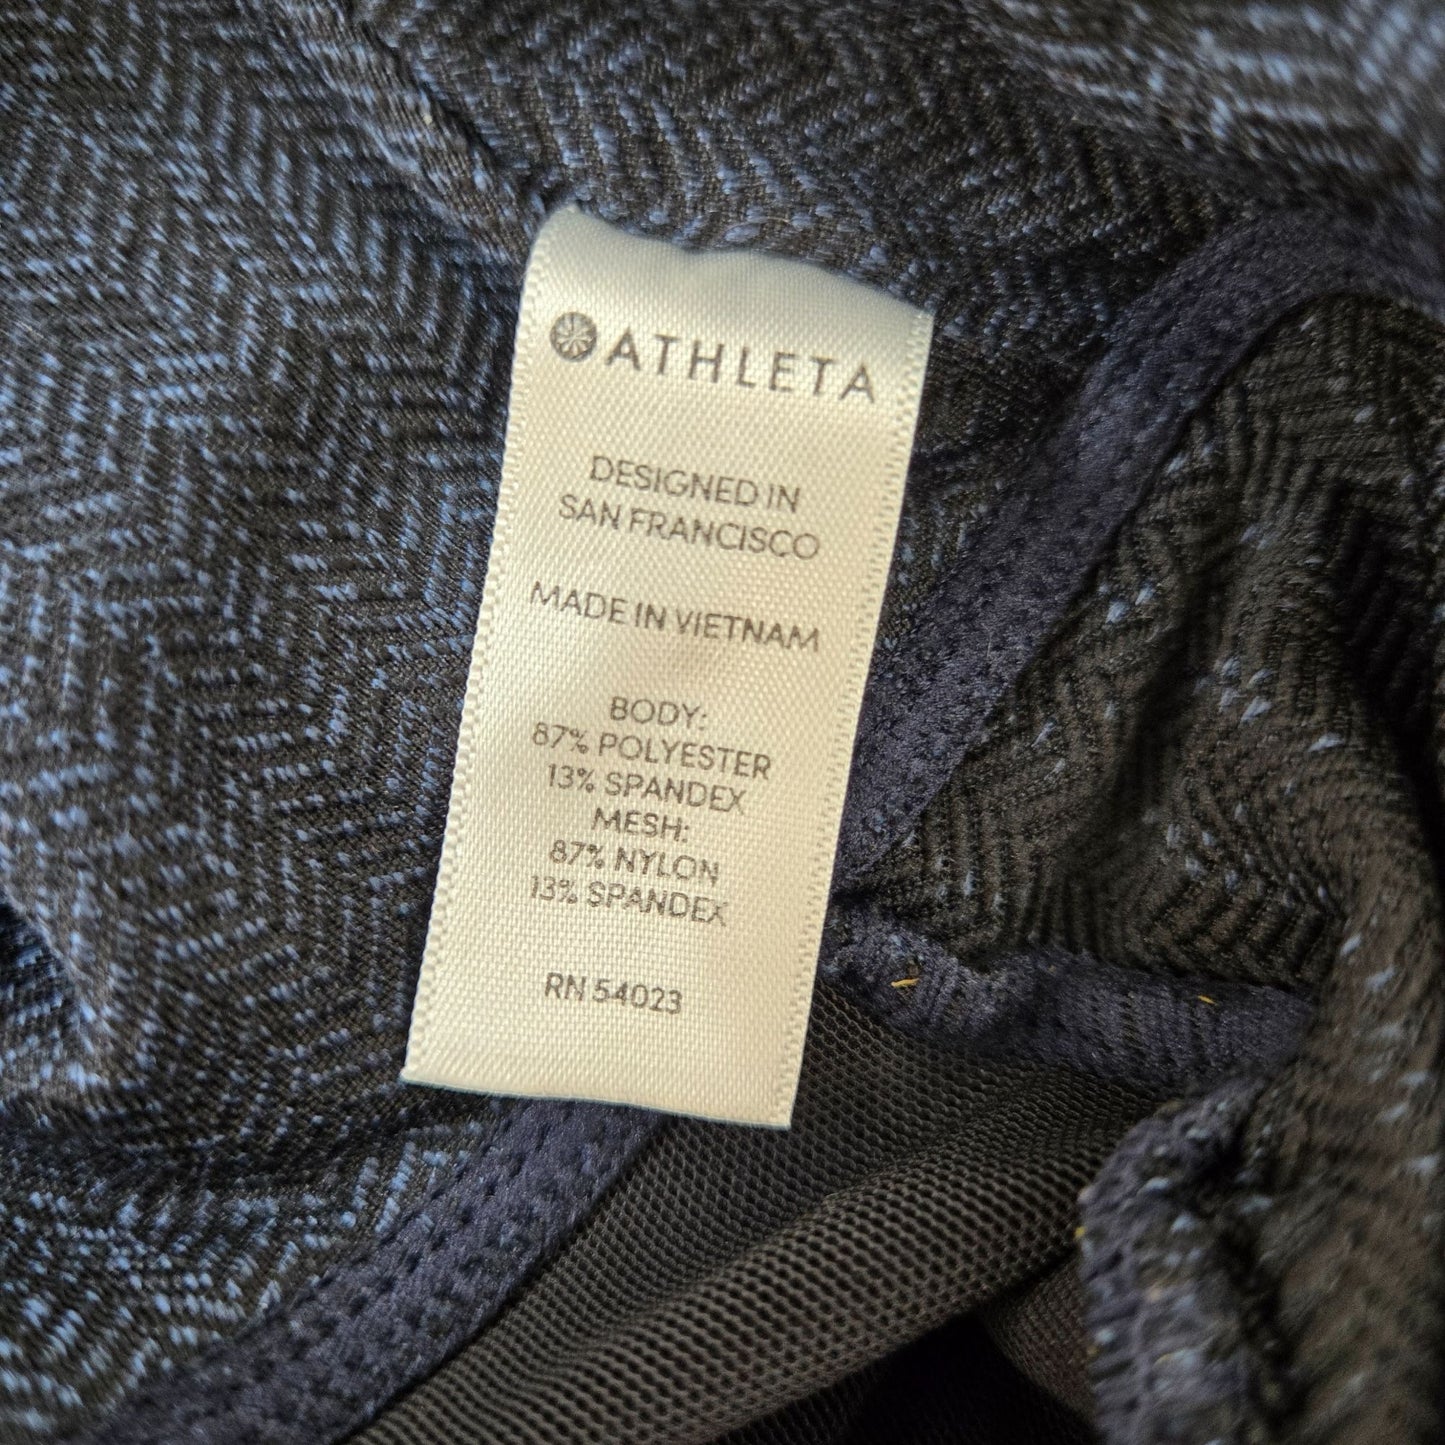 ATHLETA
DESIGNED IN
SAN FRANCISCO
MADE IN VIETNAM
BODY:
87% POLYESTER
13% SPANDEX
MESH:
87% NYLON
13% SPANDEX
RN 54023